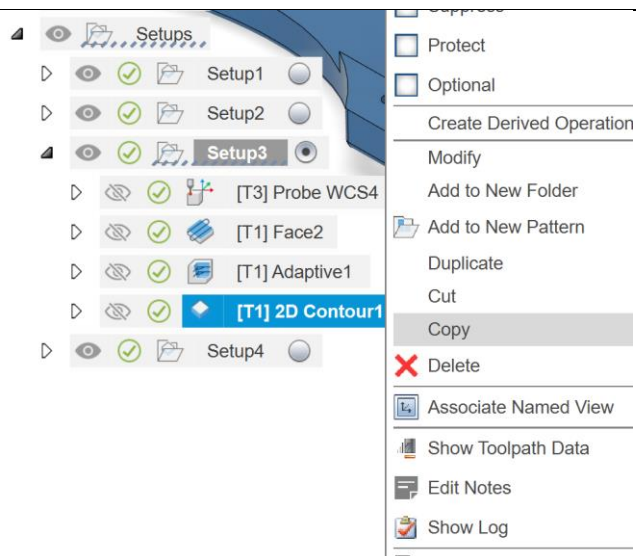 Setups
Setup1
Setup2
Setup3
[T3] Probe WCS4
[T1] Face2
[T1] Adaptive1
[T1] 2D Contour1
Setup4
Suppress
Protect
Optional
Create Derived Operation
Modify
Add to New Folder
Add to New Pattern
Duplicate
Cut
Copy
Delete
Associate Named View
Show Toolpath Data
Edit Notes
Show Log